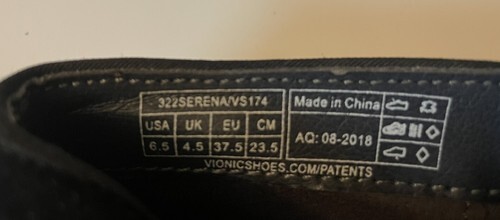 322SERENA/VS174
Made in China
USA UK EU CM
AQ: 08-2018
6.5 4.5 37.5 23.5
VIONICSHOES.COM/PATENTS